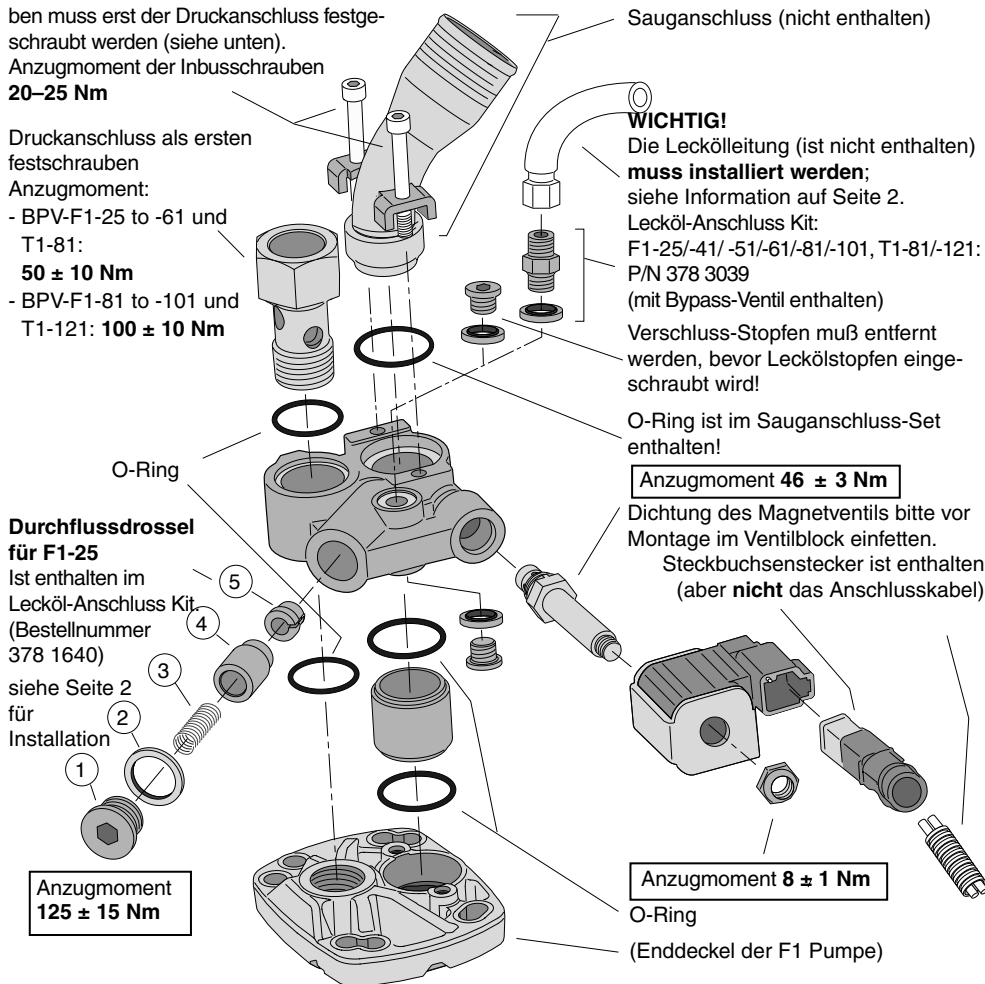 ben muss erst der Druckanschluss festge-
schraubt werden (siehe unten).
Anzugmoment der Inbusschrauben
20–25 Nm
Druckanschluss als ersten
festschrauben
Anzugmoment:
- BPV-F1-25 to -61 und
T1-81:
50 ± 10 Nm
- BPV-F1-81 to -101 und
T1-121: 100 ± 10 Nm
Sauganschluss (nicht enthalten)
WICHTIG!
Die Leckölleitung (ist nicht enthalten)
muss installiert werden;
siehe Information auf Seite 2.
Lecköl-Anschluss Kit:
F1-25/-41/ -51/-61/-81/-101, T1-81/-121:
P/N 378 3039
(mit Bypass-Ventil enthalten)
Verschluss-Stopfen muß entfernt
werden, bevor Leckölstopfen einge-
schraubt wird!
O-Ring ist im Sauganschluss-Set
enthalten!
Anzugmoment 46 ± 3 Nm
Dichtung des Magnetventils bitte vor
Montage im Ventilblock einfetten.
Steckbuchsenstecker ist enthalten
(aber nicht das Anschlusskabel)
O-Ring
Durchflussdrossel
für F1-25
Ist enthalten im
Lecköl-Anschluss Kit.
(Bestellnummer
378 1640)
siehe Seite 2
für
Installation
5
4
3
2
1
Anzugmoment
125 ± 15 Nm
Anzugmoment 8 ± 1 Nm
O-Ring
(Enddeckel der F1 Pumpe)